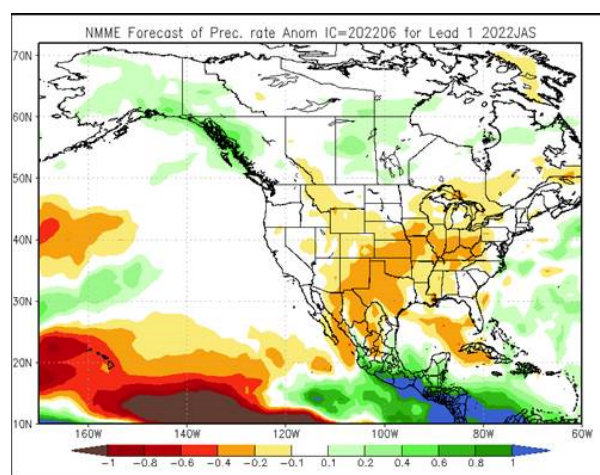 NMME Forecast of Prec. rate Anom IC=202206 for Lead 1 2022JAS
70N
60N
50N
40N
30N
20N
10N
160W 140W 120W 100W 80W 60W
-1 -0.8 -0.6 -0.4 -0.2 -0.1 0.1 0.2 0.4 0.6 0.8 1